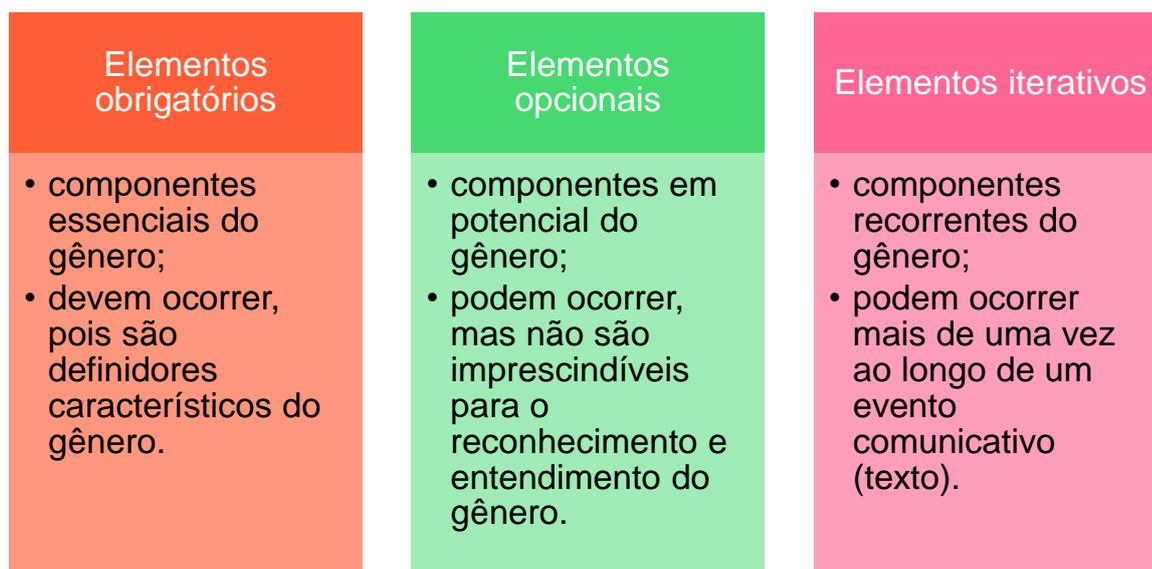 Elementos
obrigatórios
• componentes
essenciais do
gênero;
• devem ocorrer,
pois são
definidores
característicos do
gênero.
Elementos
opcionais
• componentes em
potencial do
gênero;
• podem ocorrer,
mas não são
imprescindíveis
para o
reconhecimento e
entendimento do
gênero.
Elementos iterativos
• componentes
recorrentes do
gênero;
• podem ocorrer
mais de uma vez
ao longo de um
evento
comunicativo
(texto).